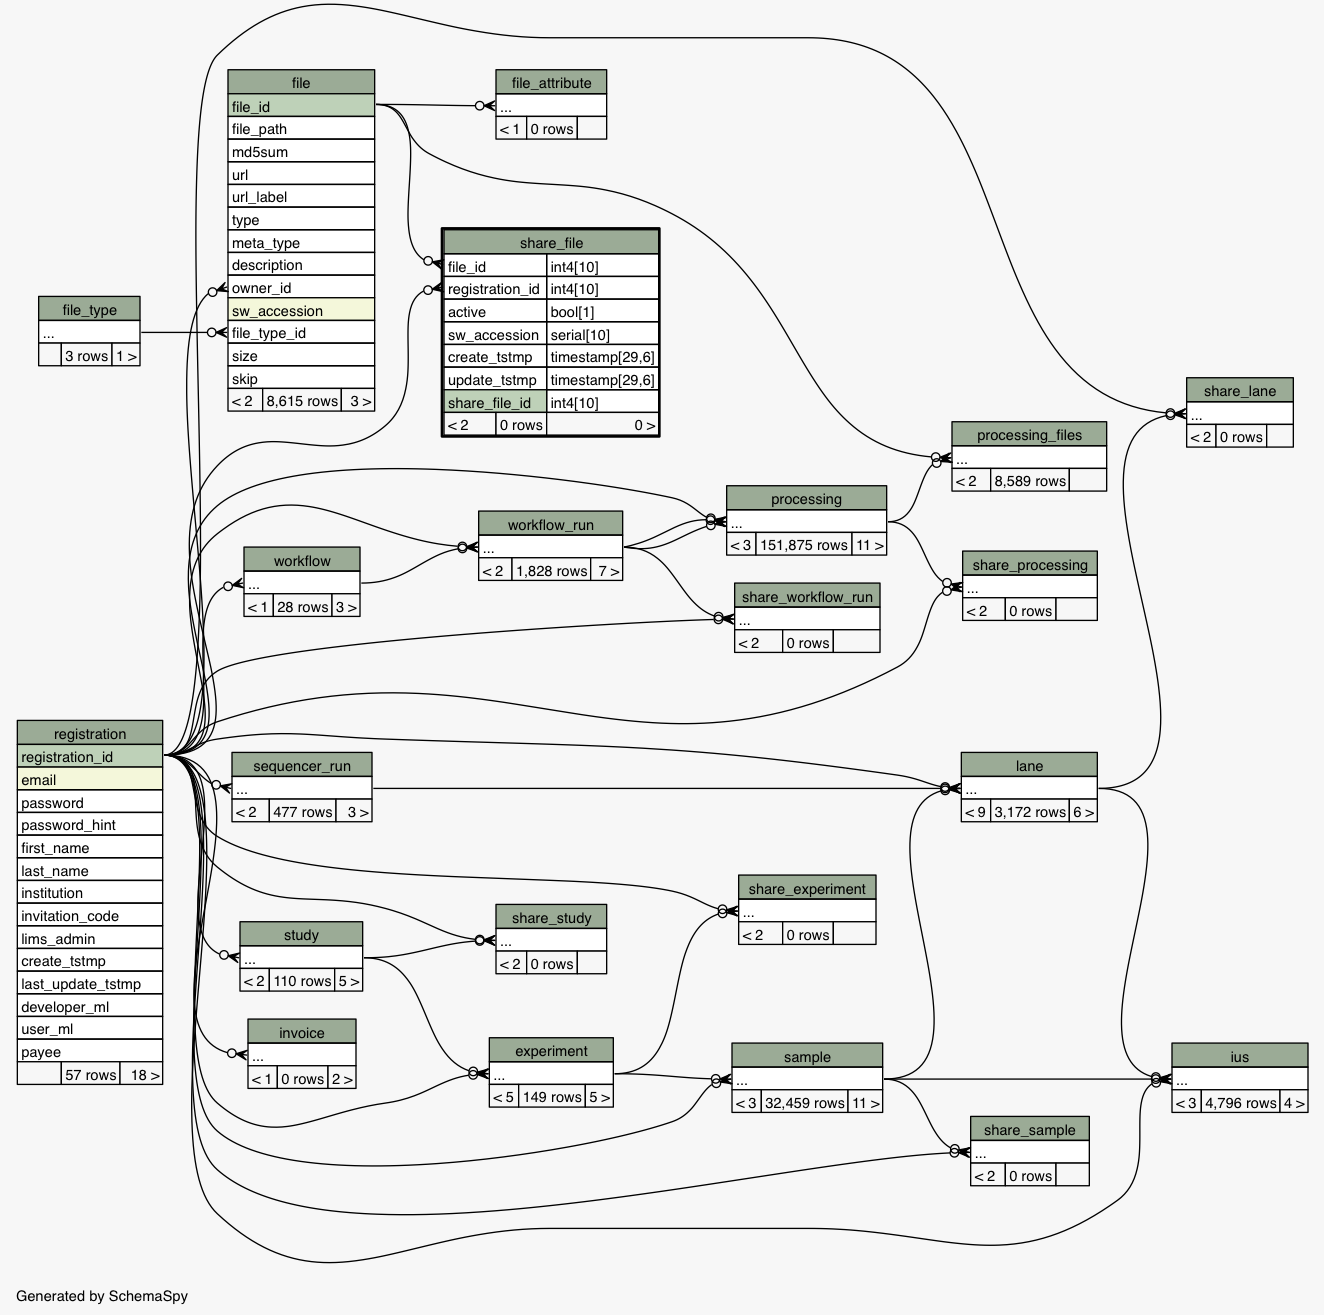 file
file_id
file_path
md5sum
url
url_label
type
meta_type
description
owner_id
sw_accession
file_type_id
size
skip
< 2 8,615 rows 3 >
file_attribute
...
< 1 0 rows
share_file
file_id int4[10]
registration_id int4[10]
active bool[1]
sw_accession serial[10]
create_tstmp timestamp[29,6]
update_tstmp timestamp[29,6]
share_file_id int4[10]
< 2 0 rows 0 >
file_type
...
3 rows 1 >
share_lane
...
< 2 0 rows
processing_files
...
< 2 8,589 rows
processing
...
< 3 151,875 rows 11 >
workflow_run
...
< 2 1,828 rows 7 >
workflow
...
< 1 28 rows 3 >
share_processing
...
< 2 0 rows
share_workflow_run
...
< 2 0 rows
registration
registration_id
email
password
password_hint
first_name
last_name
institution
invitation_code
lims_admin
create_tstmp
last_update_tstmp
developer_ml
user_ml
payee
57 rows 18 >
sequencer_run
...
< 2 477 rows 3 >
lane
...
< 9 3,172 rows 6 >
share_experiment
...
< 2 0 rows
share_study
...
< 2 0 rows
study
...
< 2 110 rows 5 >
invoice
...
< 1 0 rows 2 >
experiment
...
< 5 149 rows 5 >
sample
...
< 3 32,459 rows 11 >
ius
...
< 3 4,796 rows 4 >
share_sample
...
< 2 0 rows
Generated by SchemaSpy